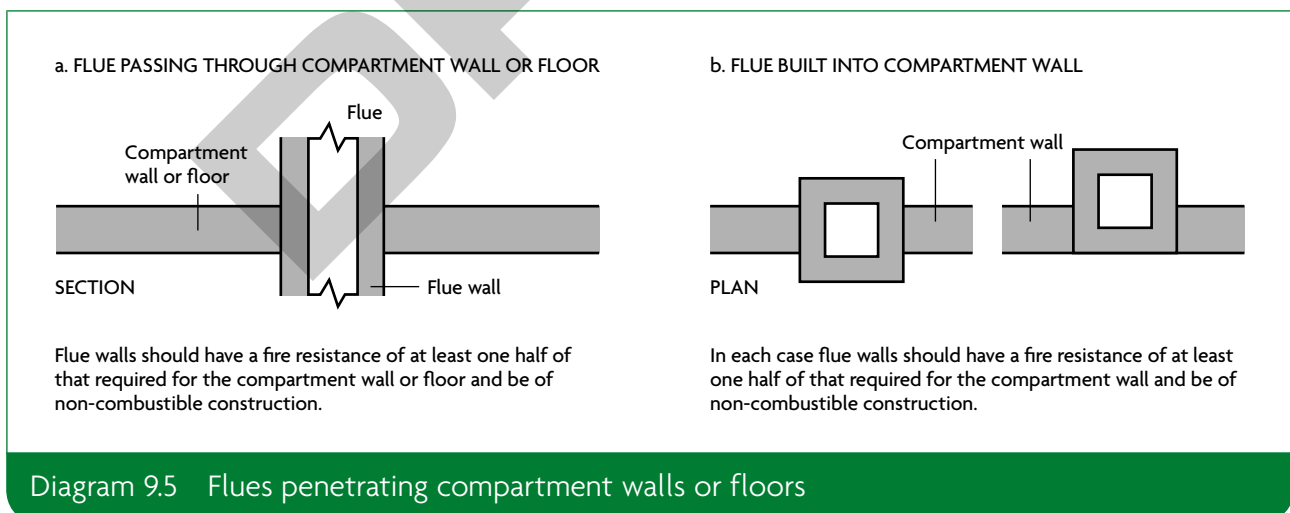 a. FLUE PASSING THROUGH COMPARTMENT WALL OR FLOOR
Flue
Compartment
wall or floor
SECTION
Flue wall
Flue walls should have a fire resistance of at least one half of
that required for the compartment wall or floor and be of
non-combustible construction.
b. FLUE BUILT INTO COMPARTMENT WALL
Compartment wall
PLAN
In each case flue walls should have a fire resistance of at least
one half of that required for the compartment wall and be of
non-combustible construction.
Diagram 9.5 Flues penetrating compartment walls or floors